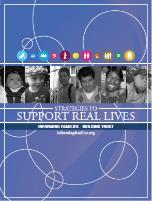 STRATEGIES TO
SUPPORT REAL LIVES
INFORMING FAMILIES · BUILDING TRUST
informingfamilies.org